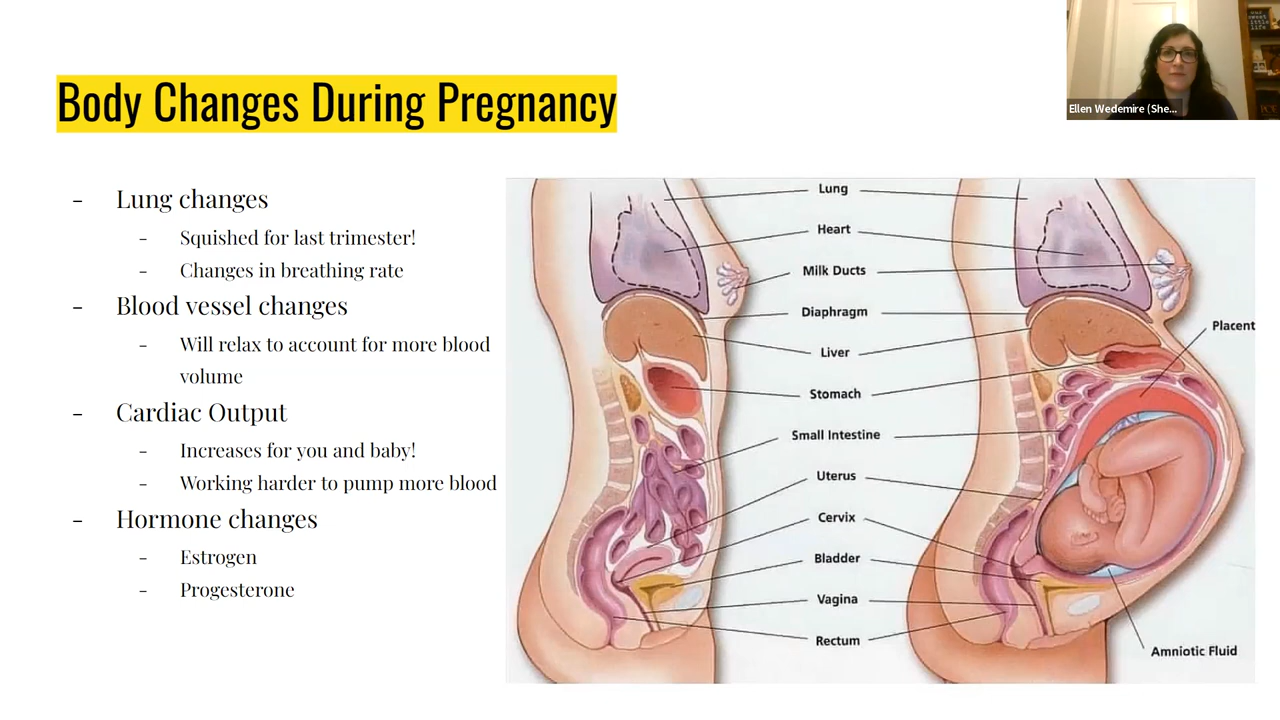 Body Changes During Pregnancy
Ellen Wedemire (She...
- Lung changes
- Squished for last trimester!
- Changes in breathing rate
- Blood vessel changes
- Will relax to account for more blood
volume
- Cardiac Output
- Increases for you and baby!
- Working harder to pump more blood
- Hormone changes
- Estrogen
- Progesterone
Lung
Heart
Milk Ducts
Diaphragm
Liver
Stomach
Small Intestine
Uterus
Cervix
Bladder
Vagina
Rectum
Placent
Amniotic Fluid